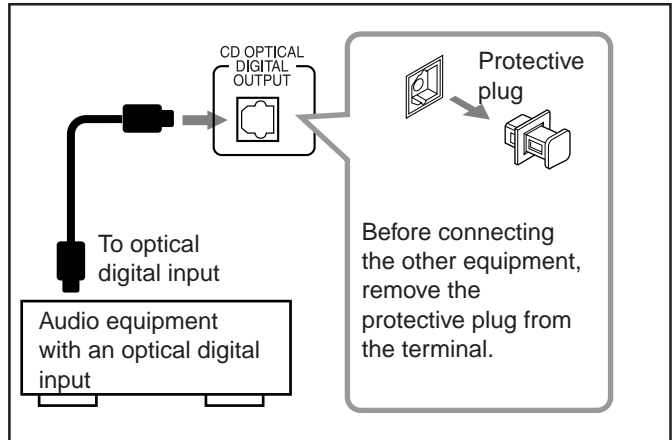 CD OPTICAL
DIGITAL
OUTPUT
Protective
plug
To optical
digital input
Audio equipment
with an optical digital
input
Before connecting
the other equipment,
remove the
protective plug from
the terminal.